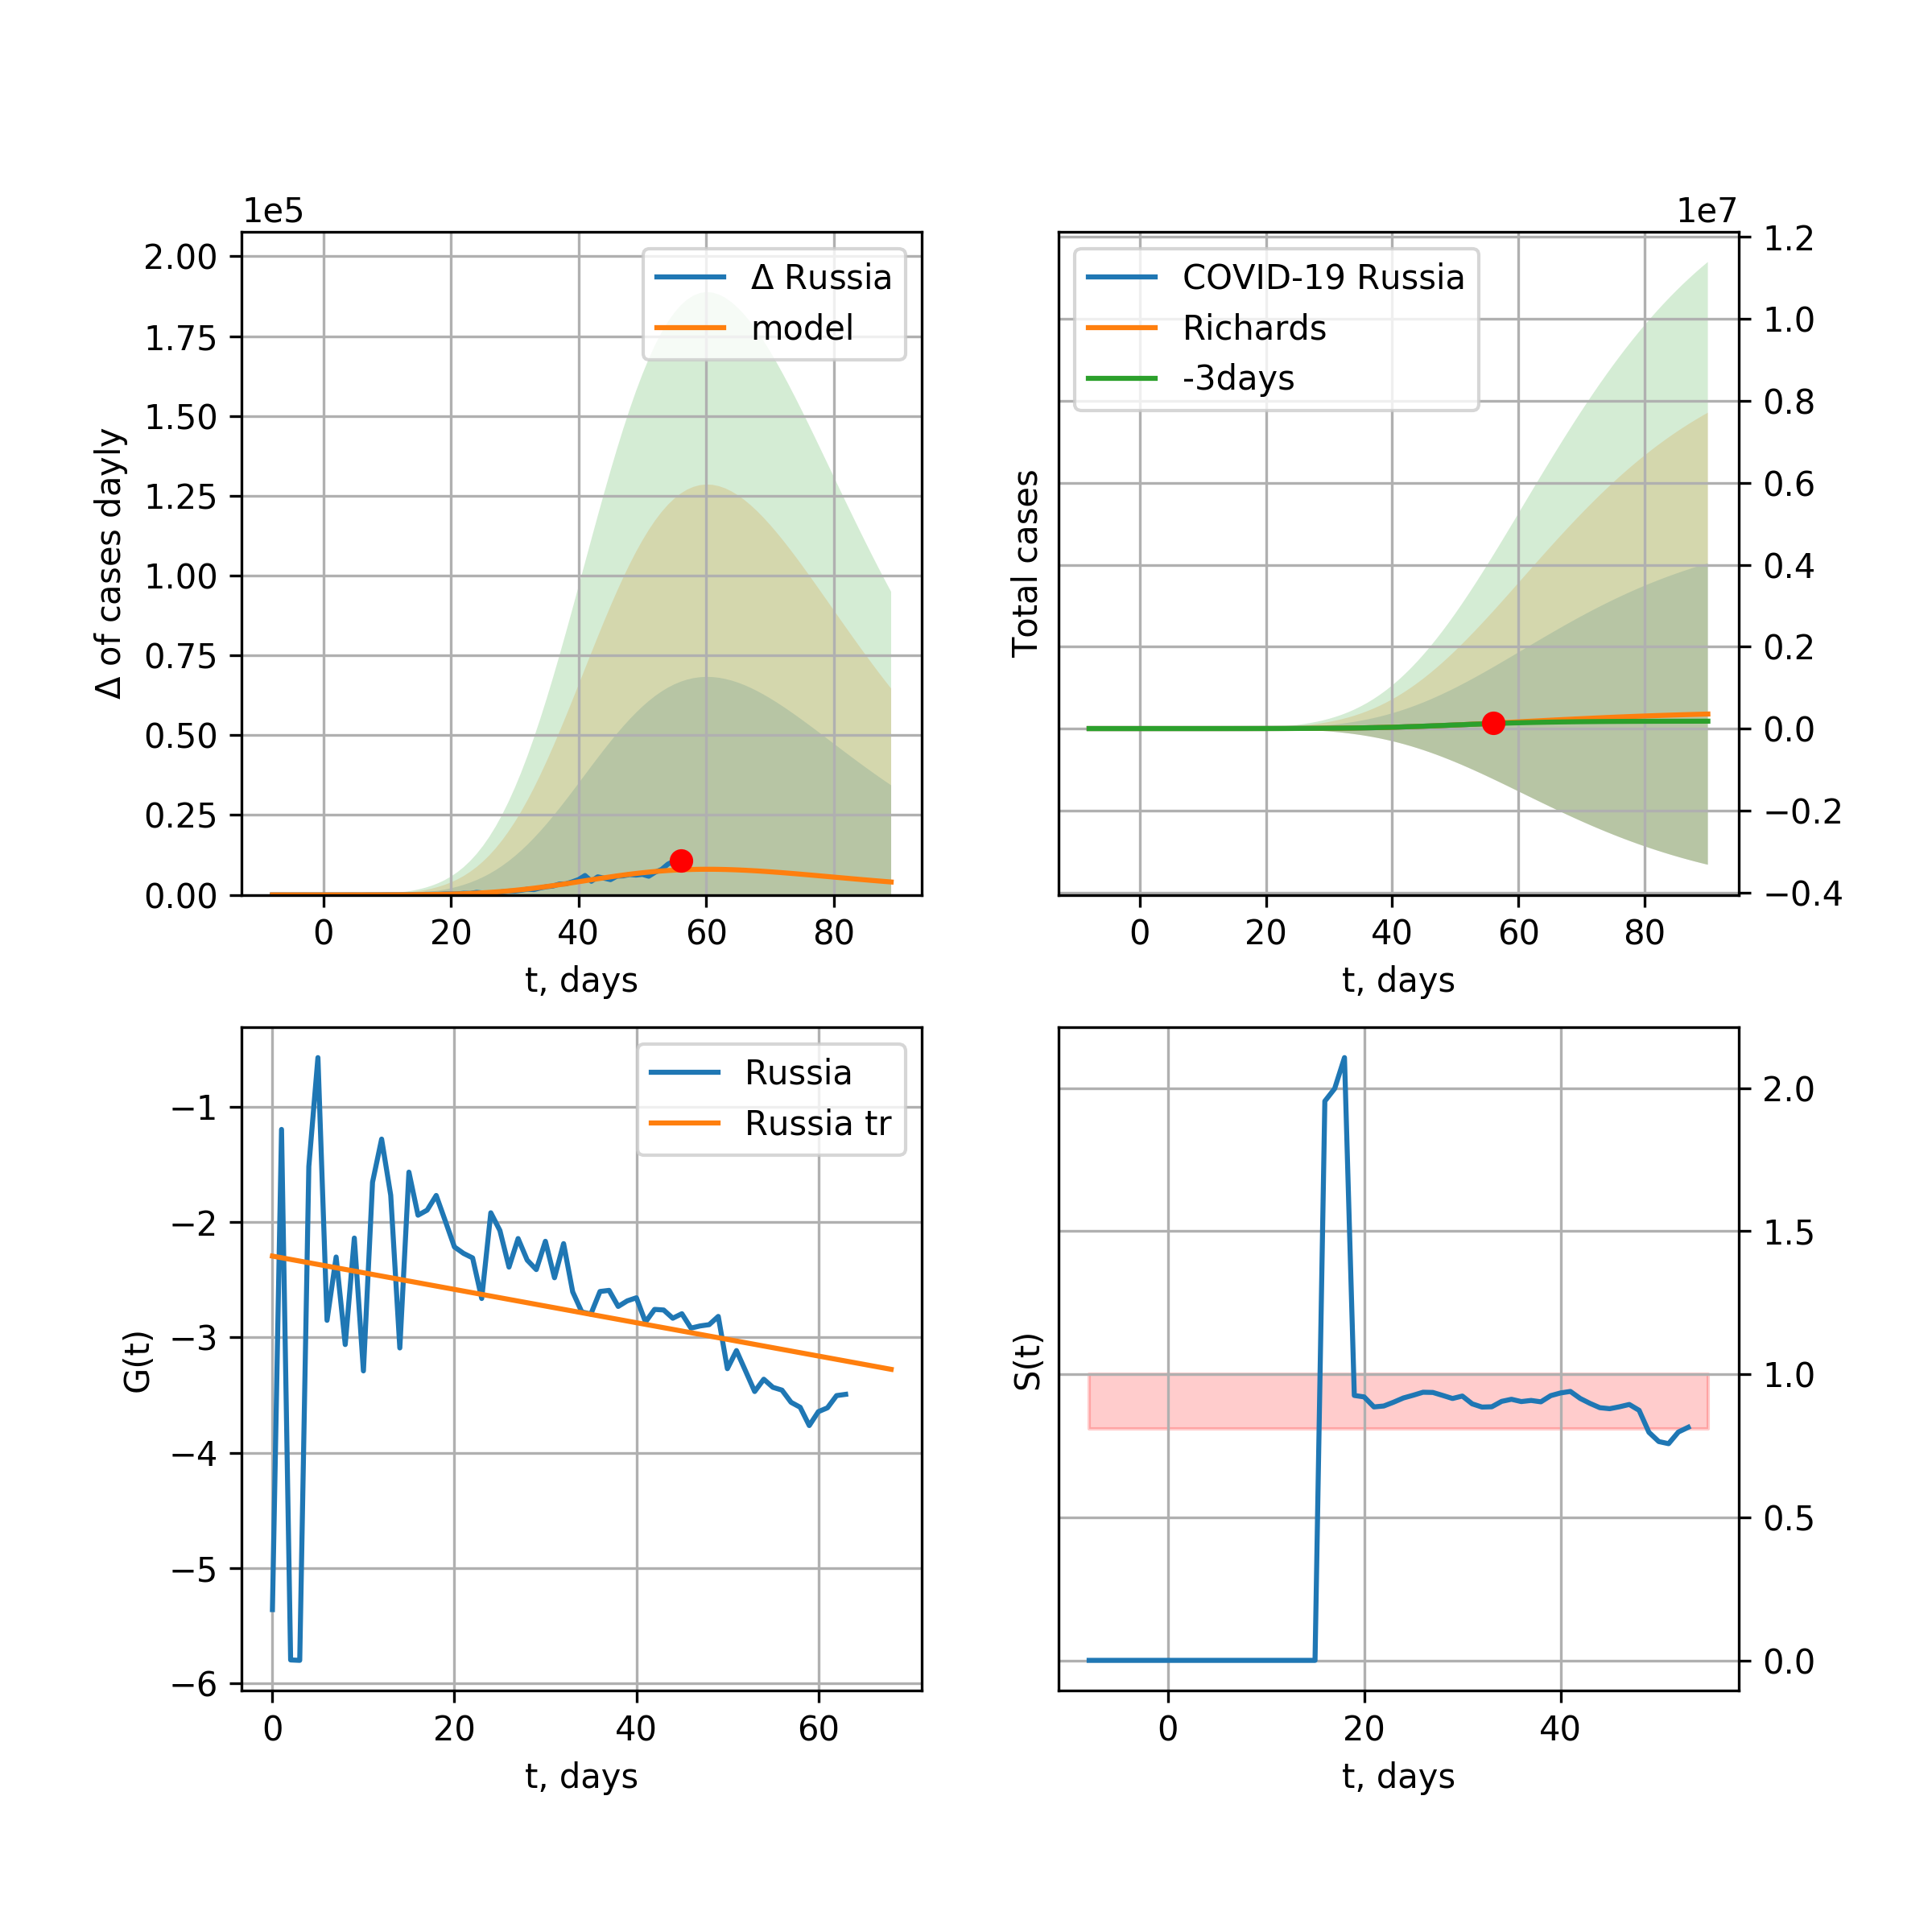 1e5
2.00
1.75
1.50
1.25
1.00
0.75
0.50
0.25
0.00
Δ of cases dayly
Δ Russia
model
0 20 40 60 80
t, days
1e7
1.2
1.0
0.8
0.6
0.4
0.2
0.0
−0.2
−0.4
Total cases
COVID-19 Russia
Richards
-3days
0 20 40 60 80
t, days
−1
−2
−3
−4
−5
−6
G(t)
Russia
Russia tr
0 20 40 60
t, days
S(t)
2.0
1.5
1.0
0.5
0.0
0 20 40
t, days